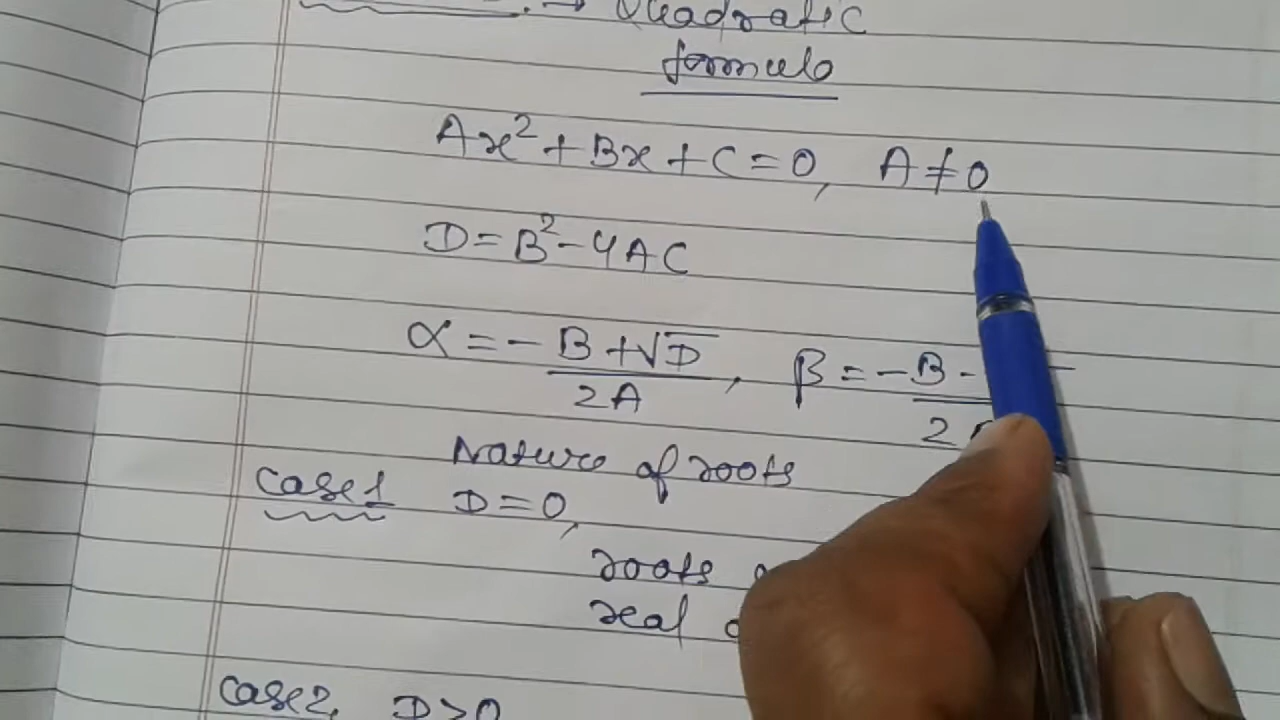 → Quadratic
formula
Ax² + Bx + C = 0, A ≠ 0
D = B² - 4AC
α = -B + √D / 2A, β = -B - / 2
Nature of roots
Case 1 D = 0,
roots
real
Case 2, D > 0